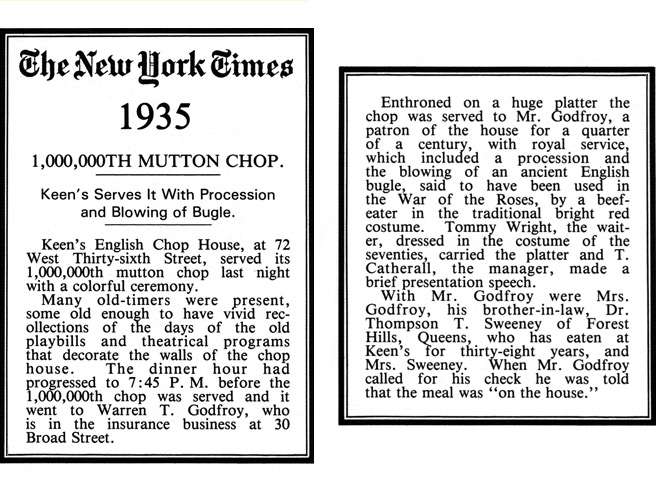 The New York Times
1935
1,000,000TH MUTTON CHOP.
Keen's Serves It With Procession
and Blowing of Bugle.
Keen's English Chop House, at 72
West Thirty-sixth Street, served its
1,000,000th mutton chop last night
with a colorful ceremony.
Many old-timers were present,
some old enough to have vivid rec-
ollections of the days of the old
playbills and theatrical programs
that decorate the walls of the chop
house. The dinner hour had
progressed to 7:45 P. M. before the
1,000,000th chop was served and it
went to Warren T. Godfroy, who
is in the insurance business at 30
Broad Street.
Enthroned on a huge platter the
chop was served to Mr. Godfroy, a
patron of the house for a quarter
of a century, with royal service,
which included a procession and
the blowing of an ancient English
bugle, said to have been used in
the War of the Roses, by a beef-
eater in the traditional bright red
costume. Tommy Wright, the wait-
er, dressed in the costume of the
seventies, carried the platter and T.
Catherall, the manager, made a
brief presentation speech.
With Mr. Godfroy were Mrs.
Godfroy, his brother-in-law, Dr.
Thompson T. Sweeney of Forest
Hills, Queens, who has eaten at
Keen's for thirty-eight years, and
Mrs. Sweeney. When Mr. Godfroy
called for his check he was told
that the meal was "on the house."